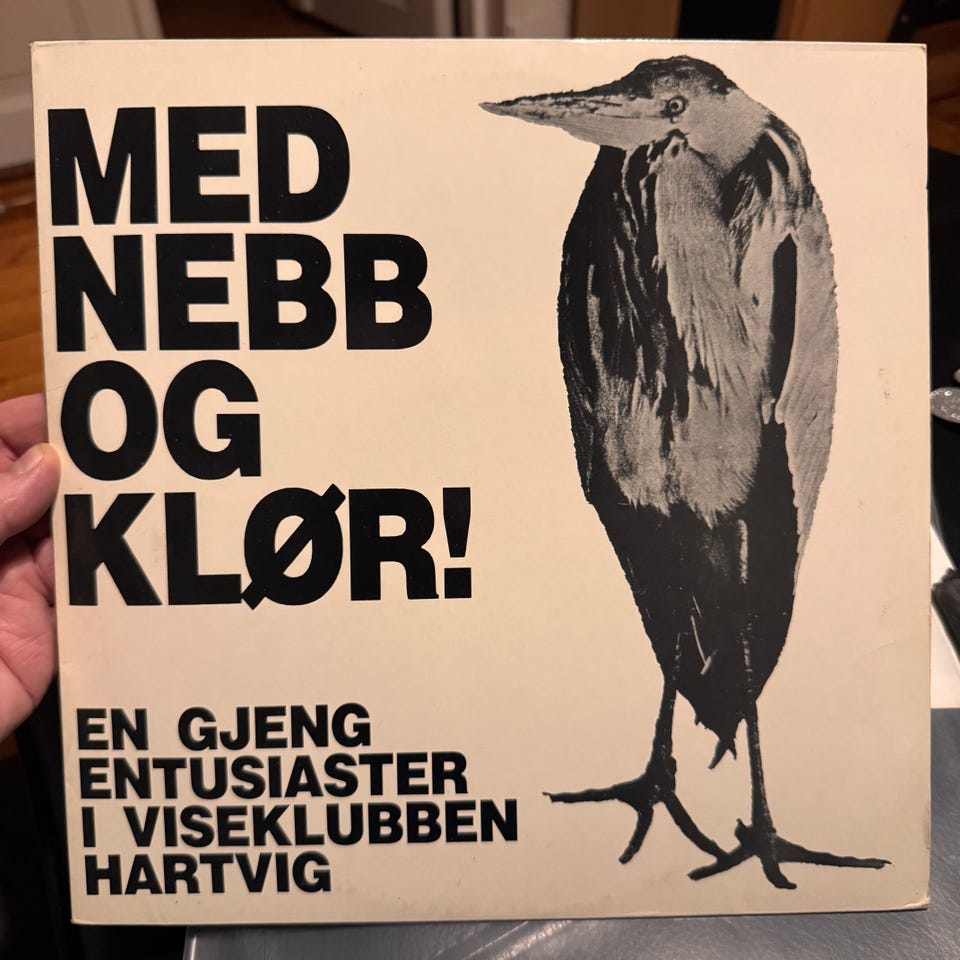 MED
NEBB
OG
KLØR!
EN GJENG
ENTUSIASTER
I VISEKLUBBEN
HARTVIG